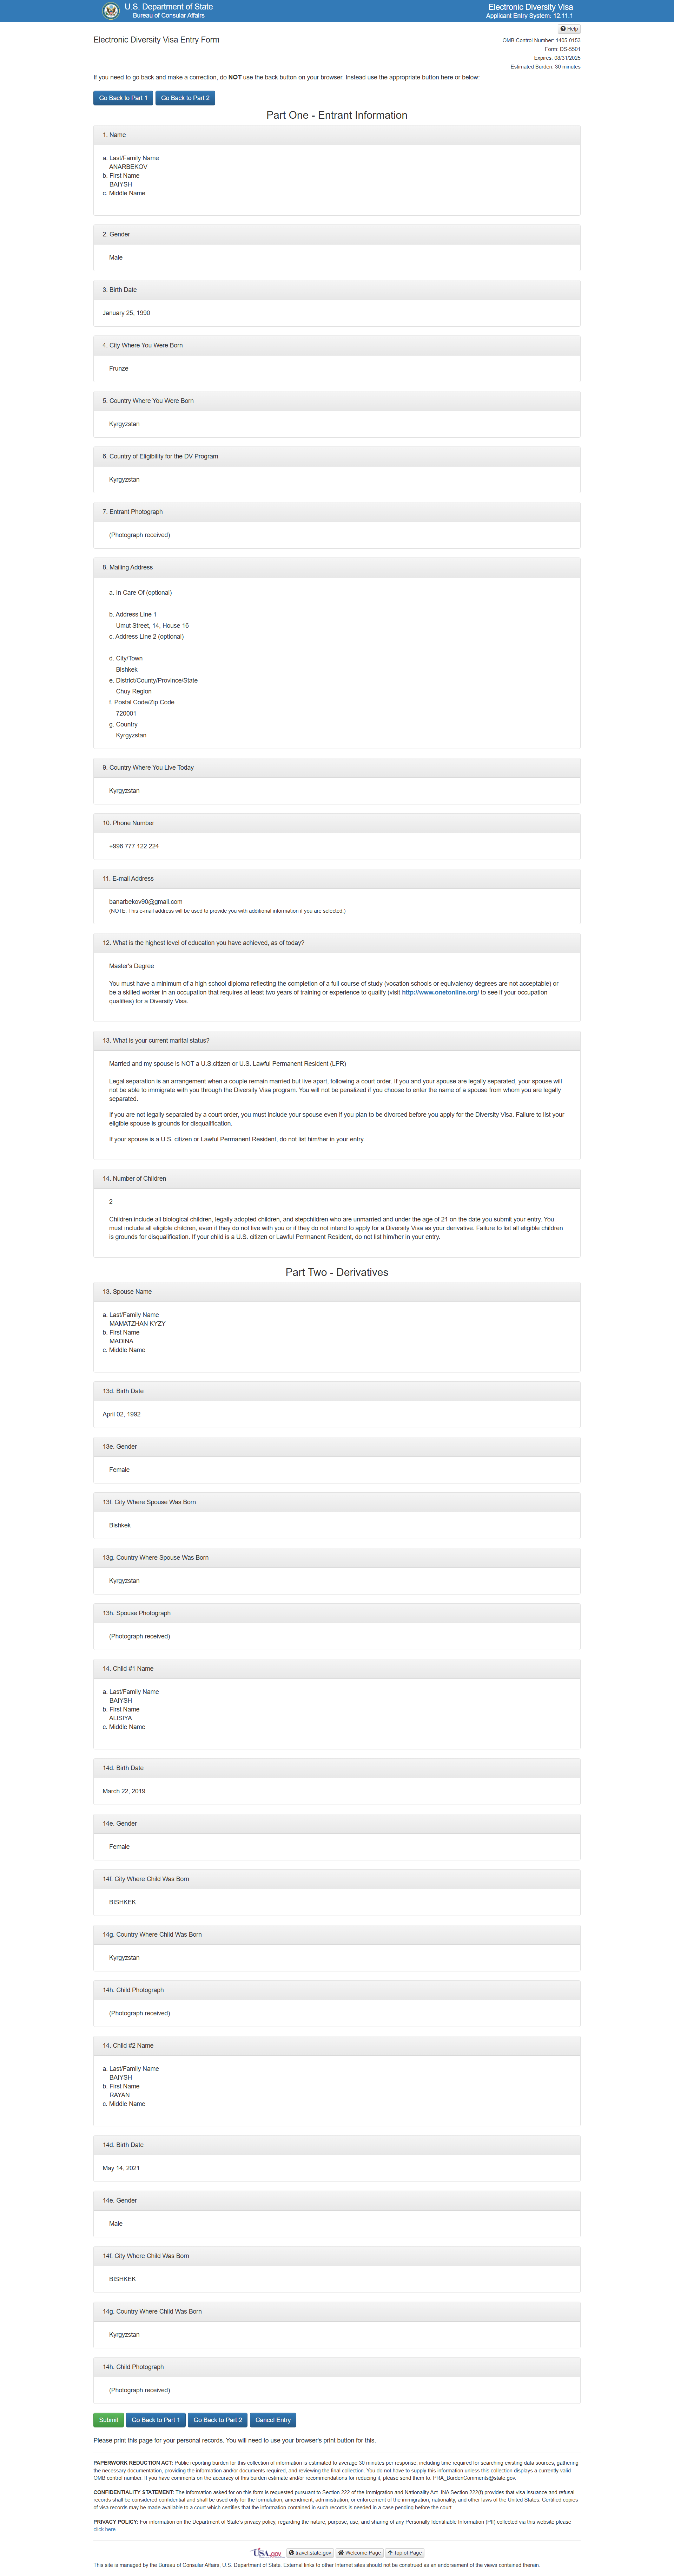 U.S. Department of State
Bureau of Consular Affairs
Electronic Diversity Visa
Applicant Entry System: 12.11.1
Help
Electronic Diversity Visa Entry Form
OMB Control Number: 1405-0153
Form: DS-5501
Expires: 08/31/2025
Estimated Burden: 30 minutes
If you need to go back and make a correction, do NOT use the back button on your browser. Instead use the appropriate button here or below:
Go Back to Part 1 Go Back to Part 2
Part One - Entrant Information
1. Name
a. Last/Family Name
ANARBEKOV
b. First Name
BAIYSH
c. Middle Name
2. Gender
Male
3. Birth Date
January 25, 1990
4. City Where You Were Born
Frunze
5. Country Where You Were Born
Kyrgyzstan
6. Country of Eligibility for the DV Program
Kyrgyzstan
7. Entrant Photograph
(Photograph received)
8. Mailing Address
a. In Care Of (optional)
b. Address Line 1
Umut Street, 14, House 16
c. Address Line 2 (optional)
d. City/Town
Bishkek
e. District/County/Province/State
Chuy Region
f. Postal Code/Zip Code
720001
g. Country
Kyrgyzstan
9. Country Where You Live Today
Kyrgyzstan
10. Phone Number
+996 777 122 224
11. E-mail Address
banarbekov90@gmail.com
(NOTE: This e-mail address will be used to provide you with additional information if you are selected.)
12. What is the highest level of education you have achieved, as of today?
Master's Degree
You must have a minimum of a high school diploma reflecting the completion of a full course of study (vocation schools or equivalency degrees are not acceptable) or
be a skilled worker in an occupation that requires at least two years of training or experience to qualify (visit http://www.onetonline.org/ to see if your occupation
qualifies) for a Diversity Visa.
13. What is your current marital status?
Married and my spouse is NOT a U.S.citizen or U.S. Lawful Permanent Resident (LPR)
Legal separation is an arrangement when a couple remain married but live apart, following a court order. If you and your spouse are legally separated, your spouse will
not be able to immigrate with you through the Diversity Visa program. You will not be penalized if you choose to enter the name of a spouse from whom you are legally
separated.
If you are not legally separated by a court order, you must include your spouse even if you plan to be divorced before you apply for the Diversity Visa. Failure to list your
eligible spouse is grounds for disqualification.
If your spouse is a U.S. citizen or Lawful Permanent Resident, do not list him/her in your entry.
14. Number of Children
2
Children include all biological children, legally adopted children, and stepchildren who are unmarried and under the age of 21 on the date you submit your entry. You
must include all eligible children, even if they do not live with you or if they do not intend to apply for a Diversity Visa as your derivative. Failure to list all eligible children
is grounds for disqualification. If your child is a U.S. citizen or Lawful Permanent Resident, do not list him/her in your entry.
Part Two - Derivatives
13. Spouse Name
a. Last/Family Name
MAMATZHAN KYZY
b. First Name
MADINA
c. Middle Name
13d. Birth Date
April 02, 1992
13e. Gender
Female
13f. City Where Spouse Was Born
Bishkek
13g. Country Where Spouse Was Born
Kyrgyzstan
13h. Spouse Photograph
(Photograph received)
14. Child #1 Name
a. Last/Family Name
BAIYSH
b. First Name
ALISIYA
c. Middle Name
14d. Birth Date
March 22, 2019
14e. Gender
Female
14f. City Where Child Was Born
BISHKEK
14g. Country Where Child Was Born
Kyrgyzstan
14h. Child Photograph
(Photograph received)
14. Child #2 Name
a. Last/Family Name
BAIYSH
b. First Name
RAYAN
c. Middle Name
14d. Birth Date
May 14, 2021
14e. Gender
Male
14f. City Where Child Was Born
BISHKEK
14g. Country Where Child Was Born
Kyrgyzstan
14h. Child Photograph
(Photograph received)
Submit Go Back to Part 1 Go Back to Part 2 Cancel Entry
Please print this page for your personal records. You will need to use your browser's print button for this.
PAPERWORK REDUCTION ACT: Public reporting burden for this collection of information is estimated to average 30 minutes per response, including time required for searching existing data sources, gathering
the necessary documentation, providing the information and/or documents required, and reviewing the final collection. You do not have to supply this information unless this collection displays a currently valid
OMB control number. If you have comments on the accuracy of this burden estimate and/or recommendations for reducing it, please send them to: PRA_BurdenComments@state.gov.
CONFIDENTIALITY STATEMENT: The information asked for on this form is requested pursuant to Section 222 of the Immigration and Nationality Act. INA Section 222(f) provides that visa issuance and refusal
records shall be considered confidential and shall be used only for the formulation, amendment, administration, or enforcement of the immigration, nationality, and other laws of the United States. Certified copies
of visa records may be made available to a court which certifies that the information contained in such records is needed in a case pending before the court.
PRIVACY POLICY: For information on the Department of State's privacy policy, regarding the nature, purpose, use, and sharing of any Personally Identifiable Information (PII) collected via this website please
click here.
USA.gov travel.state.gov Welcome Page Top of Page
This site is managed by the Bureau of Consular Affairs, U.S. Department of State. External links to other Internet sites should not be construed as an endorsement of the views contained therein.